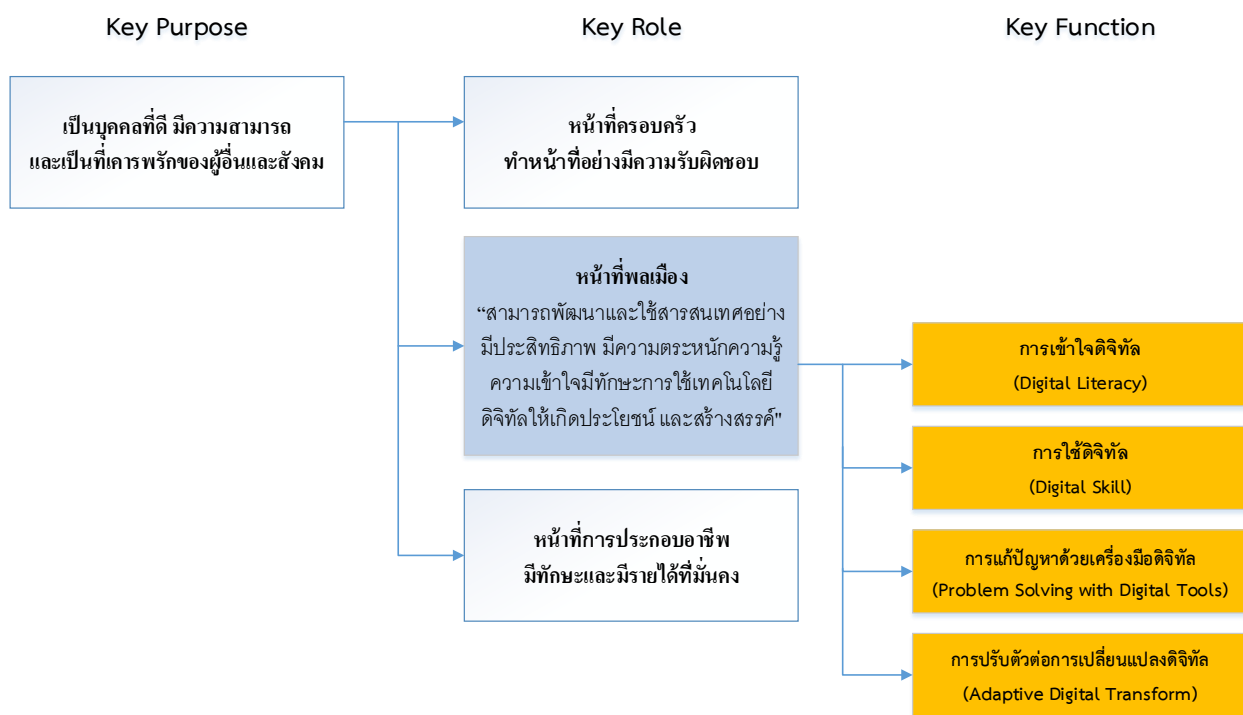 Key Purpose
Key Role
Key Function
เป็นบุคคลที่ดี มีความสามารถ
และเป็นที่เคารพรักของผู้อื่นและสังคม
หน้าที่ครอบครัว
ทำหน้าที่อย่างมีความรับผิดชอบ
หน้าที่พลเมือง
“สามารถพัฒนาและใช้สารสนเทศอย่าง
มีประสิทธิภาพ มีความตระหนักความรู้
ความเข้าใจมีทักษะการใช้เทคโนโลยี
ดิจิทัลให้เกิดประโยชน์ และสร้างสรรค์"
หน้าที่การประกอบอาชีพ
มีทักษะและมีรายได้ที่มั่นคง
การเข้าใจดิจิทัล
(Digital Literacy)
การใช้ดิจิทัล
(Digital Skill)
การแก้ปัญหาด้วยเครื่องมือดิจิทัล
(Problem Solving with Digital Tools)
การปรับตัวต่อการเปลี่ยนแปลงดิจิทัล
(Adaptive Digital Transform)